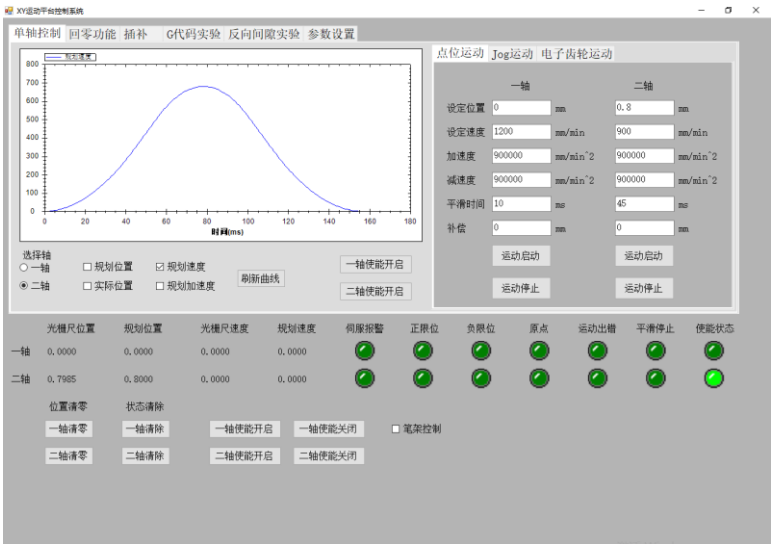 XY运动平台控制系统
单轴控制 回零功能 插补 G代码实验 反向间隙实验 参数设置
规划速度
800
700
600
500
400
300
200
100
0
0 20 40 60 80 100 120 140 160 180
时间(ms)
选择轴
一轴 规划位置 规划速度
二轴 实际位置 规划加速度
刷新曲线
一轴使能开启
二轴使能开启
点位运动 Jog运动 电子齿轮运动
一轴 二轴
设定位置 0 mm 0.8 mm
设定速度 1200 mm/min 900 mm/min
加速度 900000 mm/min^2 900000 mm/min^2
减速度 900000 mm/min^2 900000 mm/min^2
平滑时间 10 ms 45 ms
补偿 0 mm 0 mm
运动启动 运动启动
运动停止 运动停止
光栅尺位置 规划位置 光栅尺速度 规划速度 伺服报警 正限位 负限位 原点 运动出错 平滑停止 使能状态
一轴 0.0000 0.0000 0.0000 0.0000
二轴 0.7985 0.8000 0.0000 0.0000
位置清零 状态清除
一轴清零 一轴清除 一轴使能开启 一轴使能关闭 笔架控制
二轴清零 二轴清除 二轴使能开启 二轴使能关闭